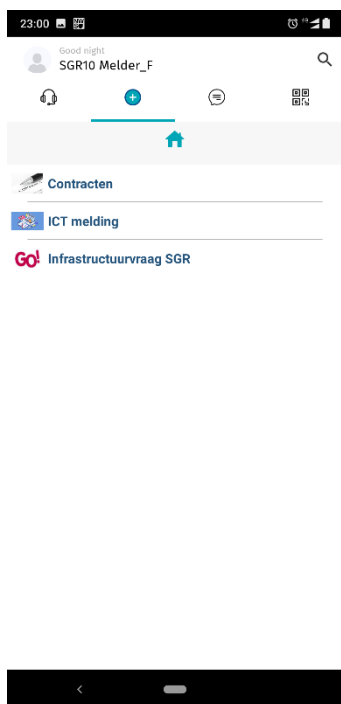 23:00
Good night
SGR10 Melder_F
Contracten
ICT melding
GO! Infrastructuurvraag SGR